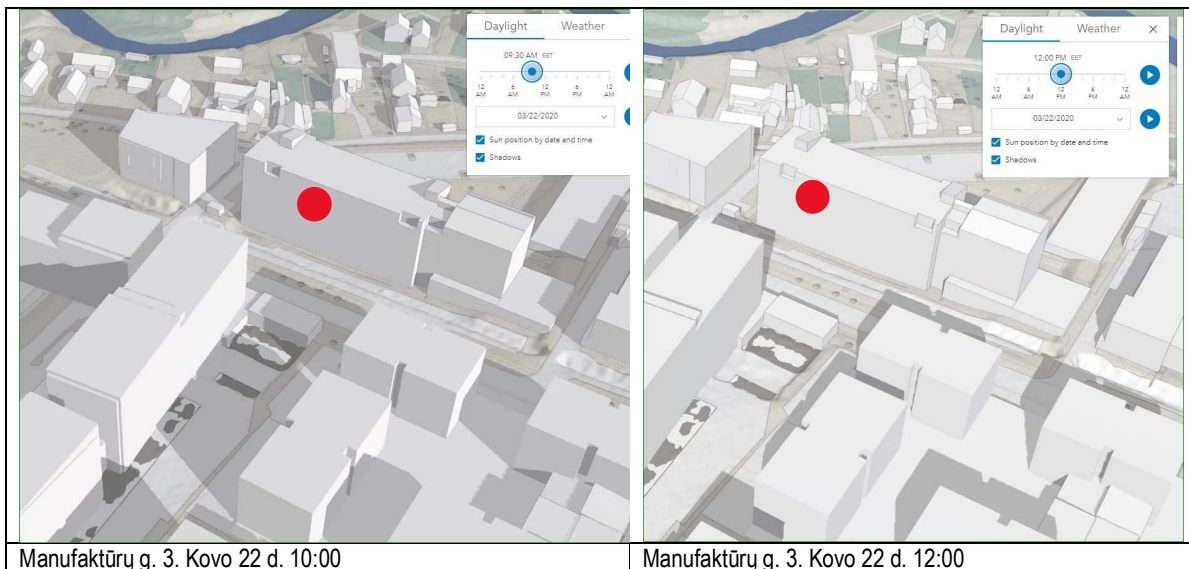 Daylight Weather
09:30 AM EET
12 6 12 6 12
AM AM PM PM AM
03/22/2020
Sun position by date and time
Shadows
Manufaktūrų g. 3. Kovo 22 d. 10:00
Daylight Weather
12:00 PM EET
12 6 12 6 12
AM AM PM PM AM
03/22/2020
Sun position by date and time
Shadows
Manufaktūrų g. 3. Kovo 22 d. 12:00